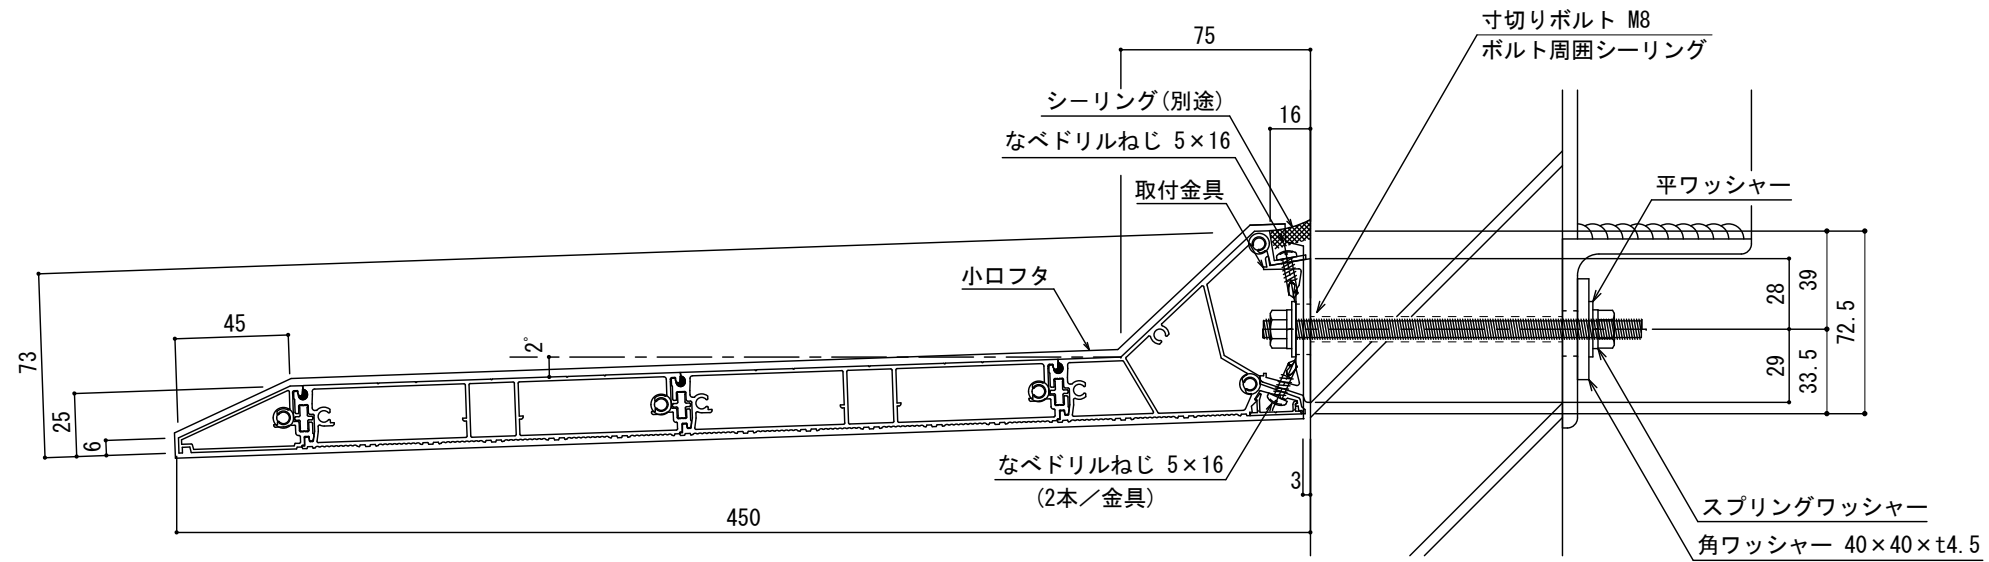 寸切りボルト M8
ボルト周囲シーリング
75
シーリング(別途)
16
なべドリルねじ 5×16
取付金具
平ワッシャー
小口フタ
45
73
2°
25
6
28
39
72.5
29
33.5
なべドリルねじ 5×16
(2本／金具)
3
450
スプリングワッシャー
角ワッシャー 40×40×t4.5